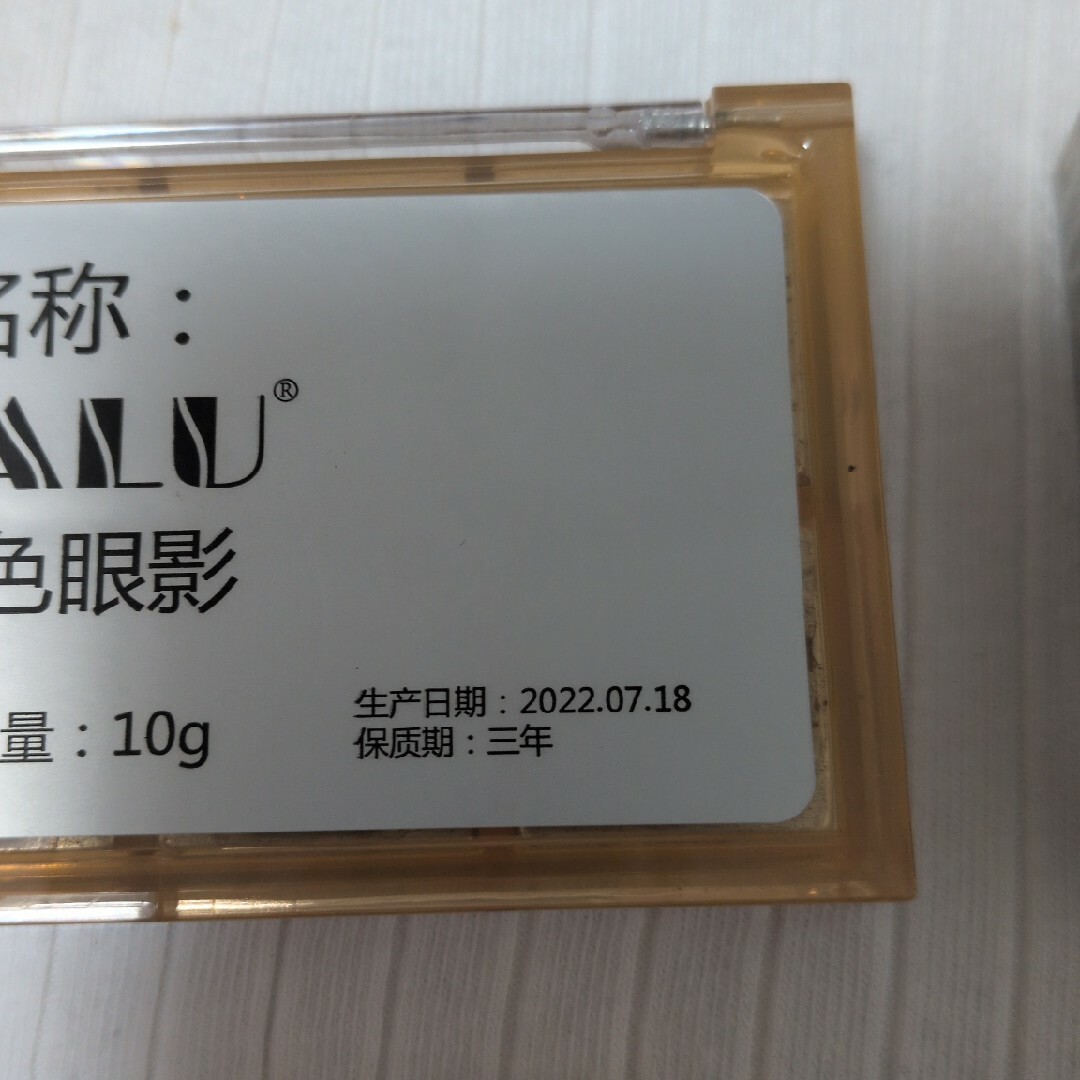 名称：
ALU®
色眼影
量：10g
生产日期：2022.07.18
保质期：三年